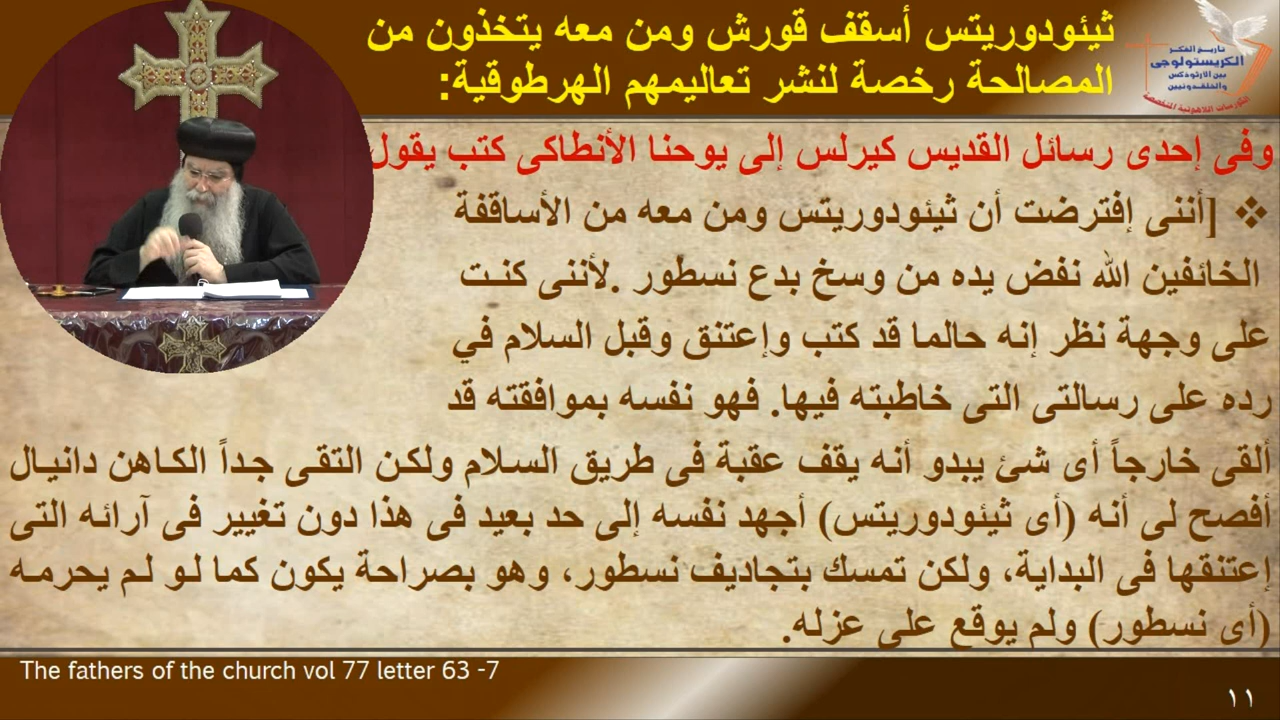 ثيئودوريتس أسقف قورش ومن معه يتخذون من
المصالحة رخصة لنشر تعاليمهم الهرطوقية:
تاريخ الفكر
الكريستولوجى
بين الارثوذكس
والخلقدونيين
وفى إحدى رسائل القديس كيرلس إلى يوحنا الأنطاكى كتب يقول
❖ [أننى إفترضت أن ثيئودوريتس ومن معه من الأساقفة
الخائفين الله نفض يده من وسخ بدع نسطور .لأننى كنت
على وجهة نظر إنه حالما قد كتب وإعتنق وقبل السلام في
رده على رسالتى التى خاطبته فيها. فهو نفسه بموافقته قد
ألقى خارجاً أى شئ يبدو أنه يقف عقبة فى طريق السلام ولكن التقى جداً الكاهن دانيال
أفصح لى أنه (أى ثيئودوريتس) أجهد نفسه إلى حد بعيد فى هذا دون تغيير فى آرائه التى
إعتنقها فى البداية، ولكن تمسك بتجاديف نسطور، وهو بصراحة يكون كما لو لم يحرمه
(أى نسطور) ولم يوقع على عزله.
The fathers of the church vol 77 letter 63 -7
١١